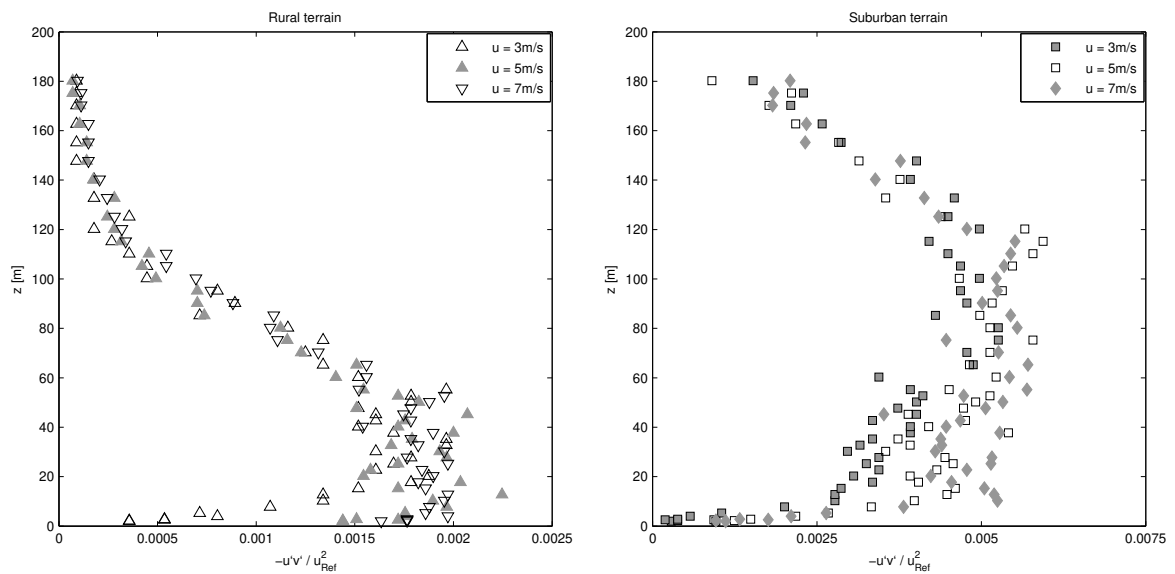 Rural terrain
200
180
160
140
120
100
80
60
40
20
0
z [m]
0
0.0005
0.001
0.0015
0.002
0.0025
−u'v' / u²Ref
u = 3m/s
u = 5m/s
u = 7m/s
Suburban terrain
200
180
160
140
120
100
80
60
40
20
0
z [m]
0
0.0025
0.005
0.0075
−u'v' / u²Ref
u = 3m/s
u = 5m/s
u = 7m/s